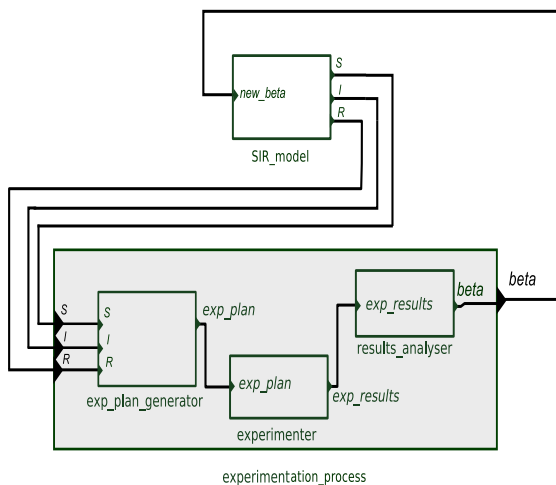 S
new_beta
I
R
SIR_model
beta
S
S
exp_plan
exp_results
beta
I
I
R
R
results_analyser
exp_plan
exp_plan_generator
exp_results
experimenter
experimentation_process